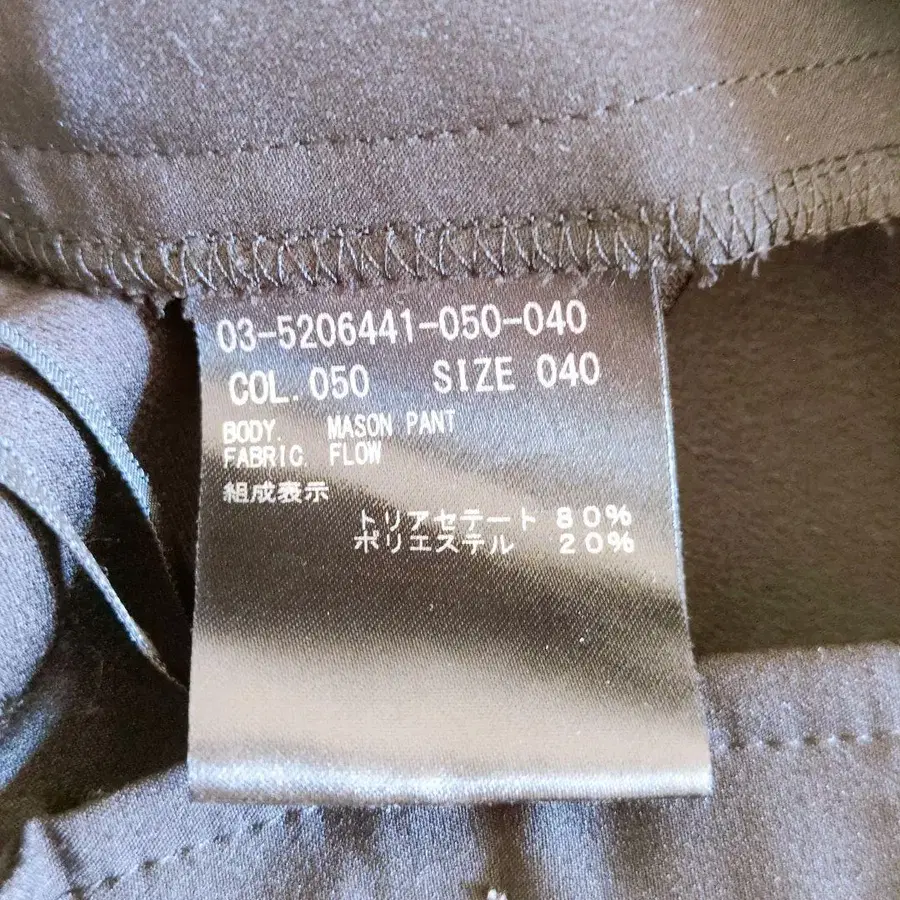 03-5206441-050-040
COL.050 SIZE 040
BODY. MASON PANT
FABRIC FLOW
組成表示
トリアセテート 80%
ポリエステル 20%